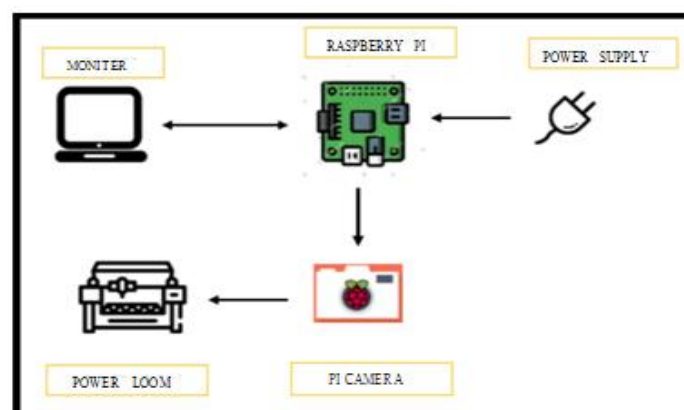 RASPBERRY PI
POWER SUPPLY
MONITER
POWER LOOM
PI CAMERA